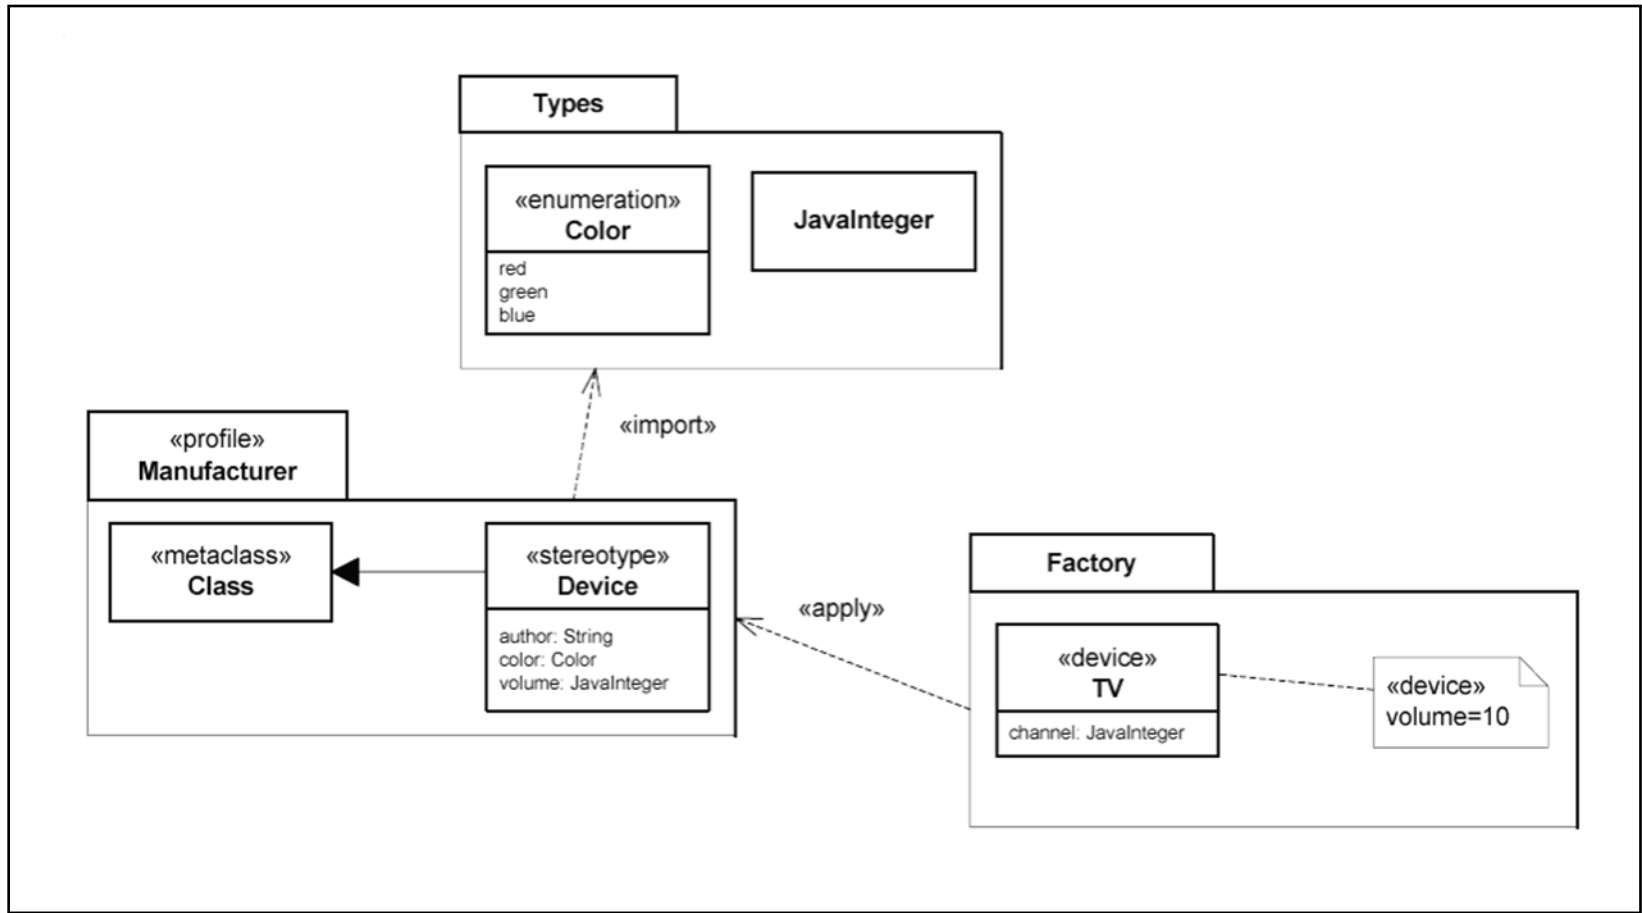 Types
«enumeration»
Color
red
green
blue
JavaInteger
«import»
«profile»
Manufacturer
«metaclass»
Class
«stereotype»
Device
author: String
color: Color
volume: JavaInteger
«apply»
Factory
«device»
TV
channel: JavaInteger
«device»
volume=10